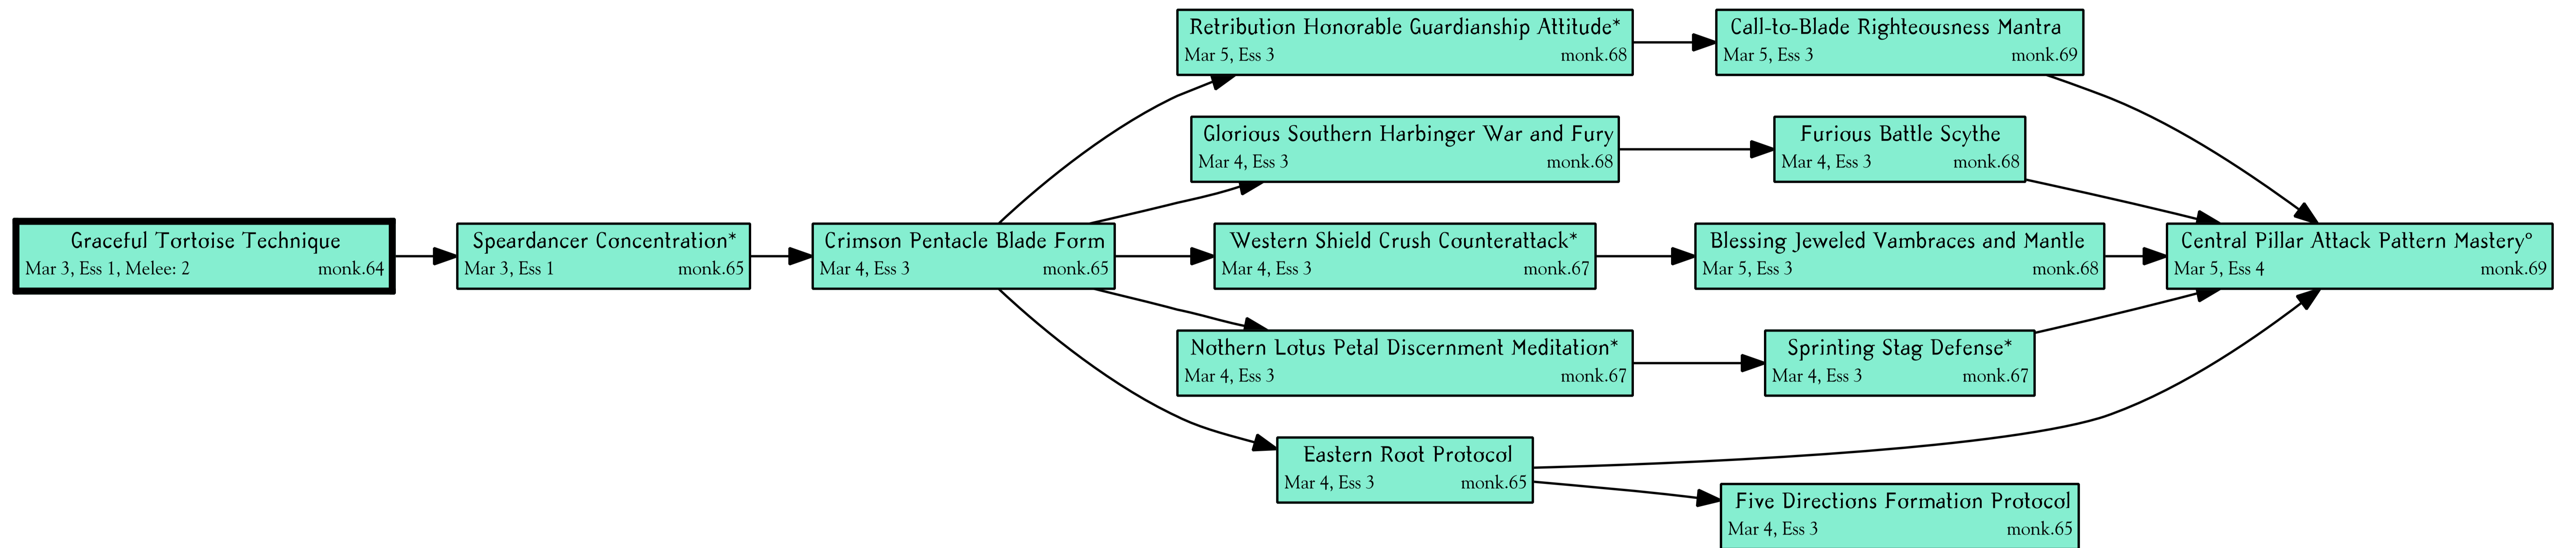 Retribution Honorable Guardianship Attitude*
Mar 5, Ess 3 monk.68
Call-to-Blade Righteousness Mantra
Mar 5, Ess 3 monk.69
Glorious Southern Harbinger War and Fury
Mar 4, Ess 3 monk.68
Furious Battle Scythe
Mar 4, Ess 3 monk.68
Graceful Tortoise Technique
Mar 3, Ess 1, Melee: 2 monk.64
Speardancer Concentration*
Mar 3, Ess 1 monk.65
Crimson Pentacle Blade Form
Mar 4, Ess 3 monk.65
Western Shield Crush Counterattack*
Mar 4, Ess 3 monk.67
Blessing Jeweled Vambraces and Mantle
Mar 5, Ess 3 monk.68
Central Pillar Attack Pattern Mastery°
Mar 5, Ess 4 monk.69
Nothern Lotus Petal Discernment Meditation*
Mar 4, Ess 3 monk.67
Sprinting Stag Defense*
Mar 4, Ess 3 monk.67
Eastern Root Protocol
Mar 4, Ess 3 monk.65
Five Directions Formation Protocol
Mar 4, Ess 3 monk.65